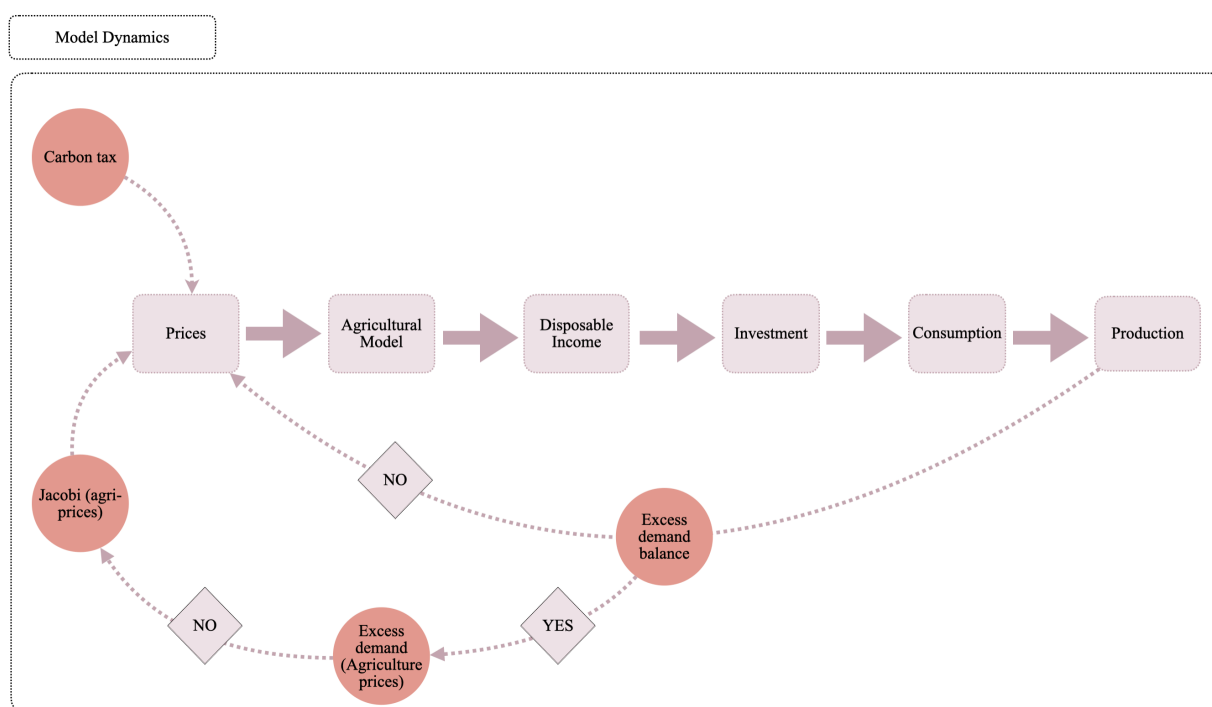 Model Dynamics
Carbon tax
Prices
Agricultural
Model
Disposable
Income
Investment
Consumption
Production
NO
Jacobi (agri-
prices)
Excess
demand
balance
NO
YES
Excess
demand
(Agriculture
prices)